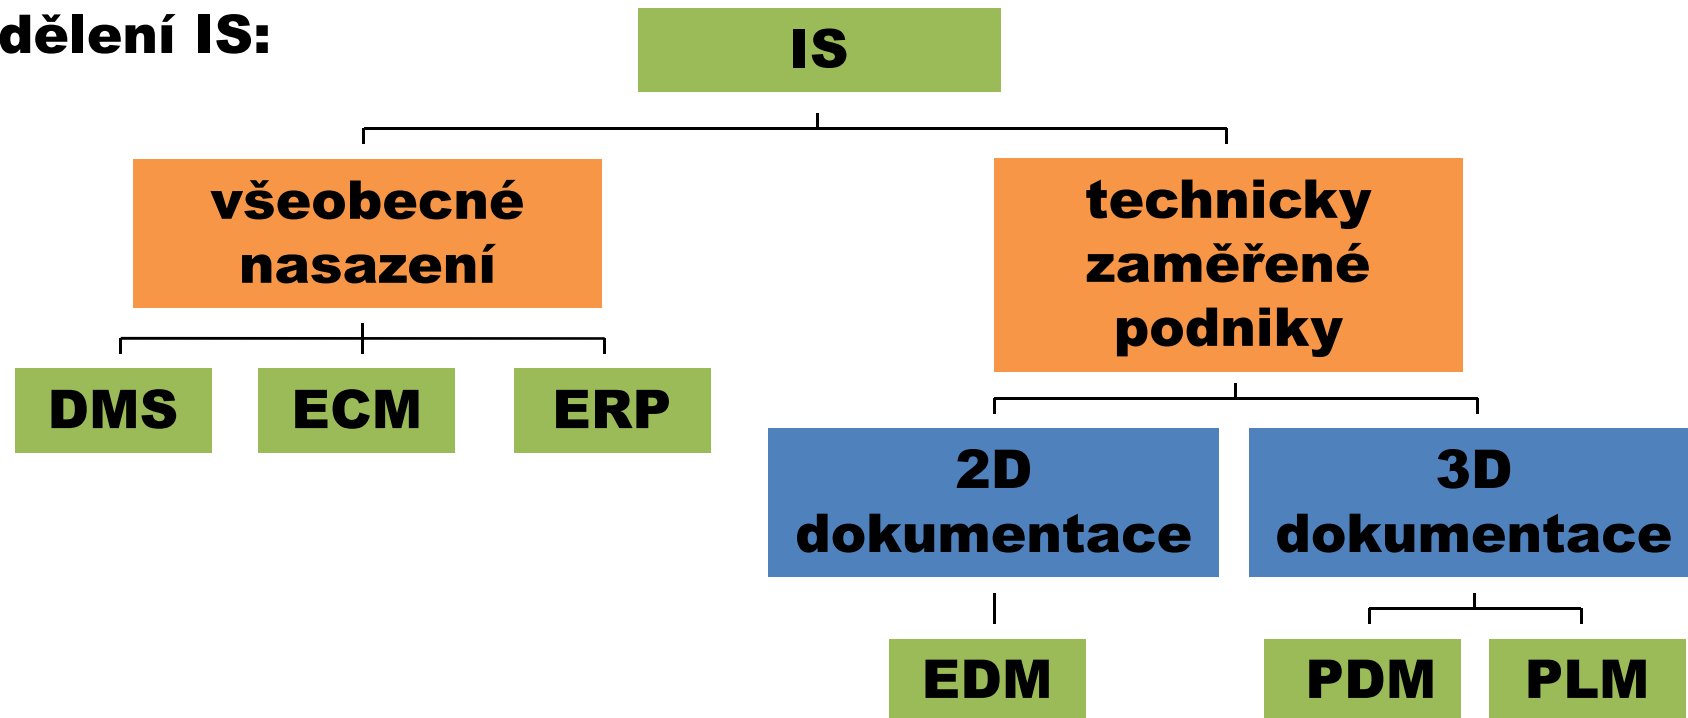 dělení IS:
IS
všeobecné
nasazení
technicky
zaměřené
podniky
DMS
ECM
ERP
2D
dokumentace
3D
dokumentace
EDM
PDM
PLM